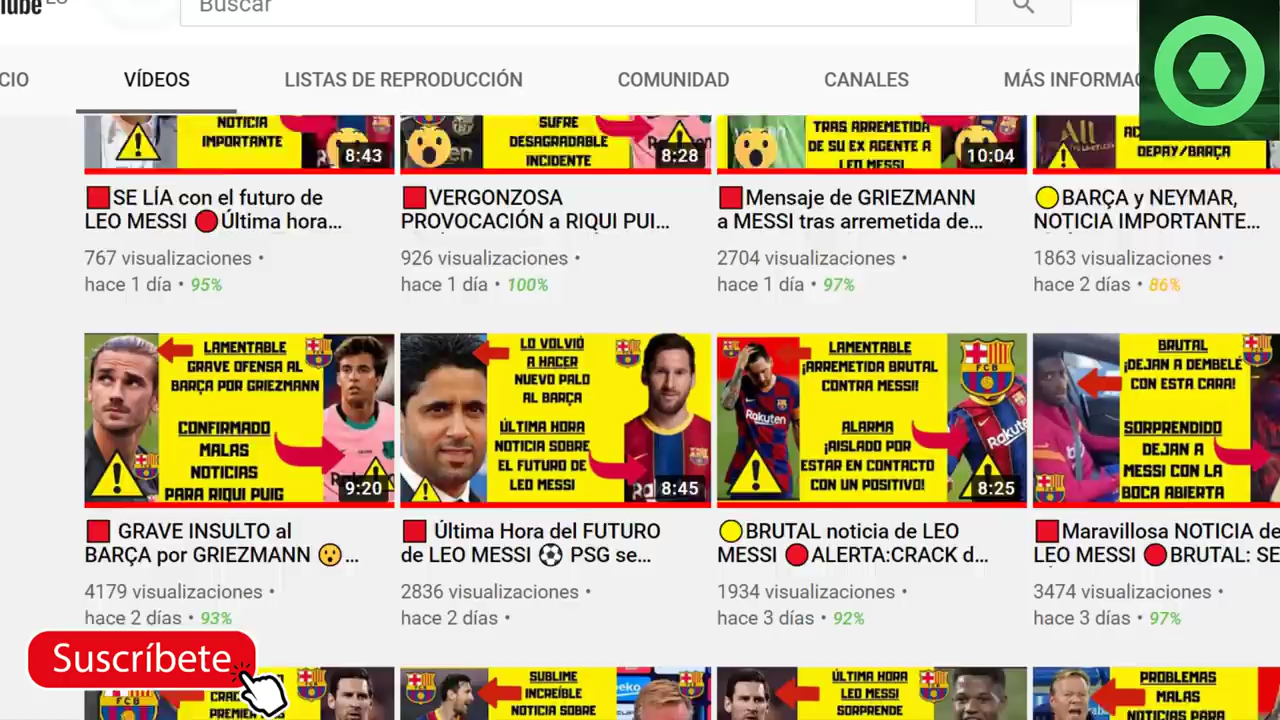 Buscar
VÍDEOS
LISTAS DE REPRODUCCIÓN
COMUNIDAD
CANALES
NOTICIA
IMPORTANTE
8:43
SUFRE
DESAGRADABLE
INCIDENTE
8:28
TRAS ARREMETIDA
DE SU EX AGENTE A
LEO MESSI
10:04
DEPAY/BARÇA
SE LÍA con el futuro de
LEO MESSI 🔴Última hora...
767 visualizaciones •
hace 1 día • 95%
VERGONZOSA
PROVOCACIÓN a RIQUI PUI...
926 visualizaciones •
hace 1 día • 100%
Mensaje de GRIEZMANN
a MESSI tras arremetida de...
2704 visualizaciones •
hace 1 día • 97%
BARÇA y NEYMAR,
NOTICIA IMPORTANTE...
1863 visualizaciones •
hace 2 días • 86%
LAMENTABLE
GRAVE OFENSA AL
BARÇA POR GRIEZMANN
CONFIRMADO
MALAS
NOTICIAS
PARA RIQUI PUIG
9:20
LO VOLVIÓ
A HACER
NUEVO PALO
AL BARÇA
ÚLTIMA HORA
NOTICIA SOBRE
EL FUTURO DE
LEO MESSI
8:45
LAMENTABLE
¡ARREMETIDA BRUTAL
CONTRA MESSI!
ALARMA
¡AISLADO POR
ESTAR EN CONTACTO
CON UN POSITIVO!
FCB
Rakuten
Rakuten
8:25
BRUTAL
¡DEJAN A DEMBÉLÉ
CON ESTA CARA!
SORPRENDIDO
DEJAN A
MESSI CON LA
BOCA ABIERTA
GRAVE INSULTO al
BARÇA por GRIEZMANN 😮...
4179 visualizaciones •
hace 2 días • 93%
Última Hora del FUTURO
de LEO MESSI ⚽ PSG se...
2836 visualizaciones •
hace 2 días •
BRUTAL noticia de LEO
MESSI 🔴ALERTA:CRACK d...
1934 visualizaciones •
hace 3 días • 92%
Maravillosa NOTICIA de
LEO MESSI 🔴BRUTAL: SE
3474 visualizaciones •
hace 3 días • 97%
Suscríbete
FCB
SUBLIME
INCREÍBLE
NOTICIA SOBRE
ÚLTIMA HORA
LEO MESSI
SORPRENDE
PROBLEMAS
MALAS
NOTICIAS PARA